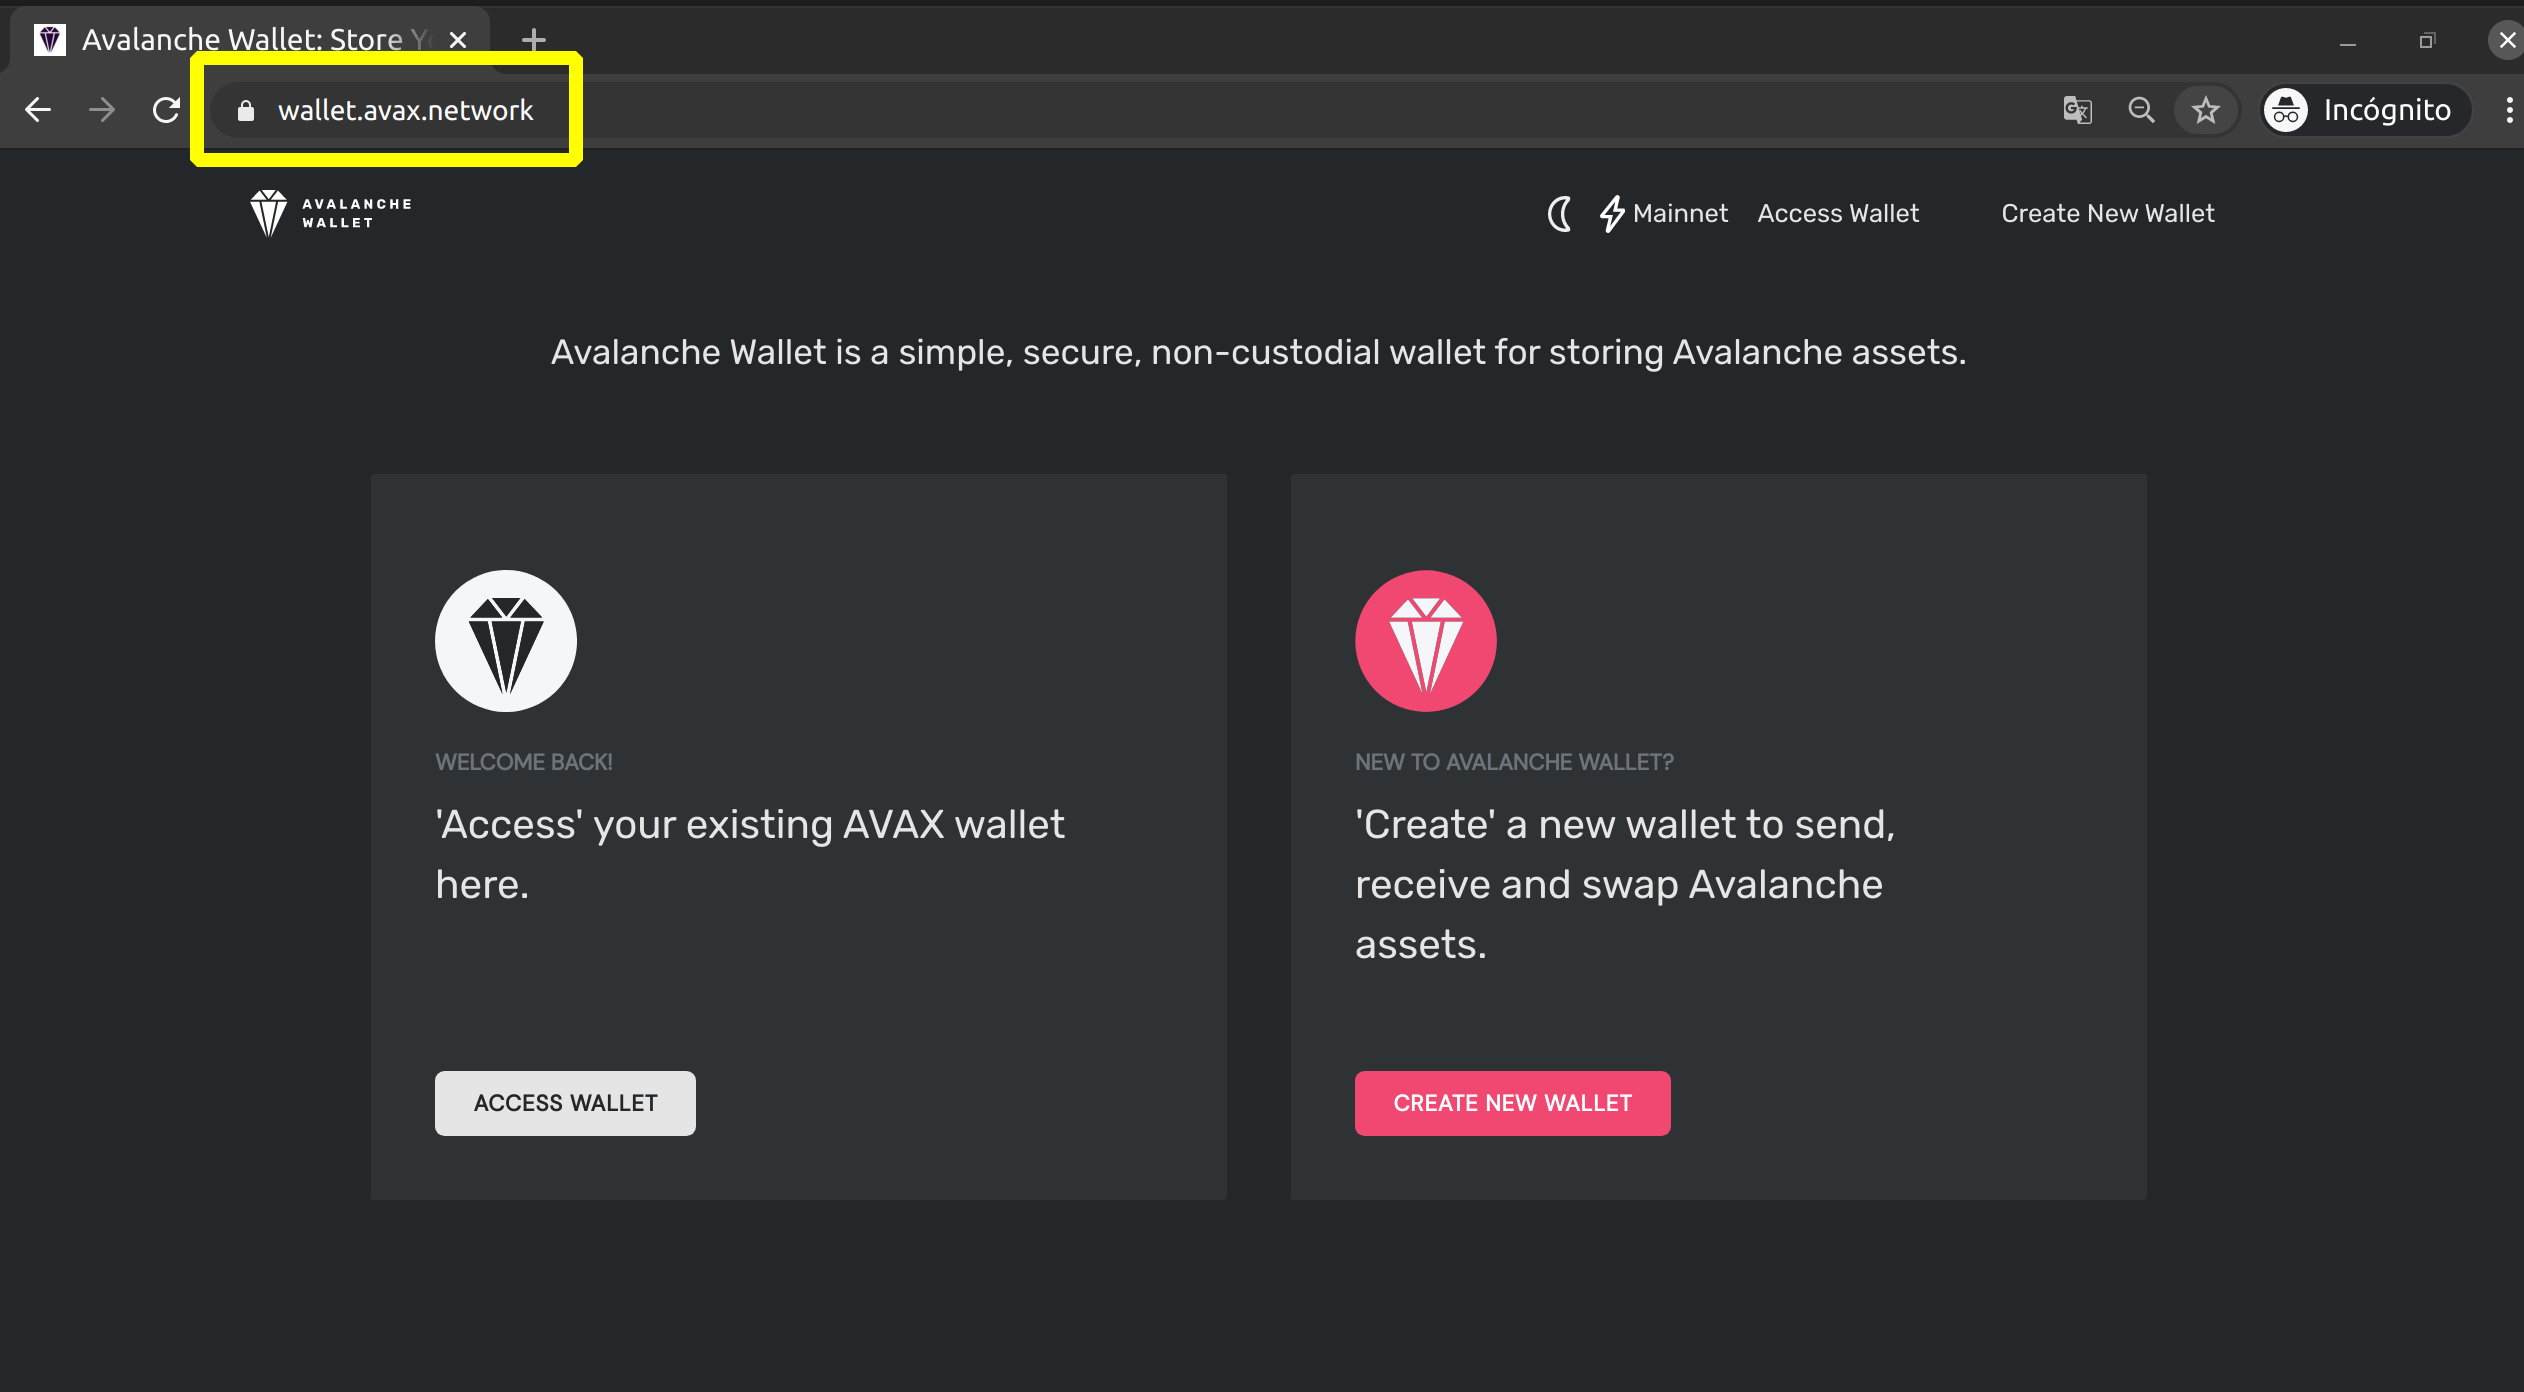 Avalanche Wallet: Store Y
wallet.avax.network
Incógnito
AVALANCHE
WALLET
Mainnet
Access Wallet
Create New Wallet
Avalanche Wallet is a simple, secure, non-custodial wallet for storing Avalanche assets.
WELCOME BACK!
'Access' your existing AVAX wallet
here.
ACCESS WALLET
NEW TO AVALANCHE WALLET?
'Create' a new wallet to send,
receive and swap Avalanche
assets.
CREATE NEW WALLET